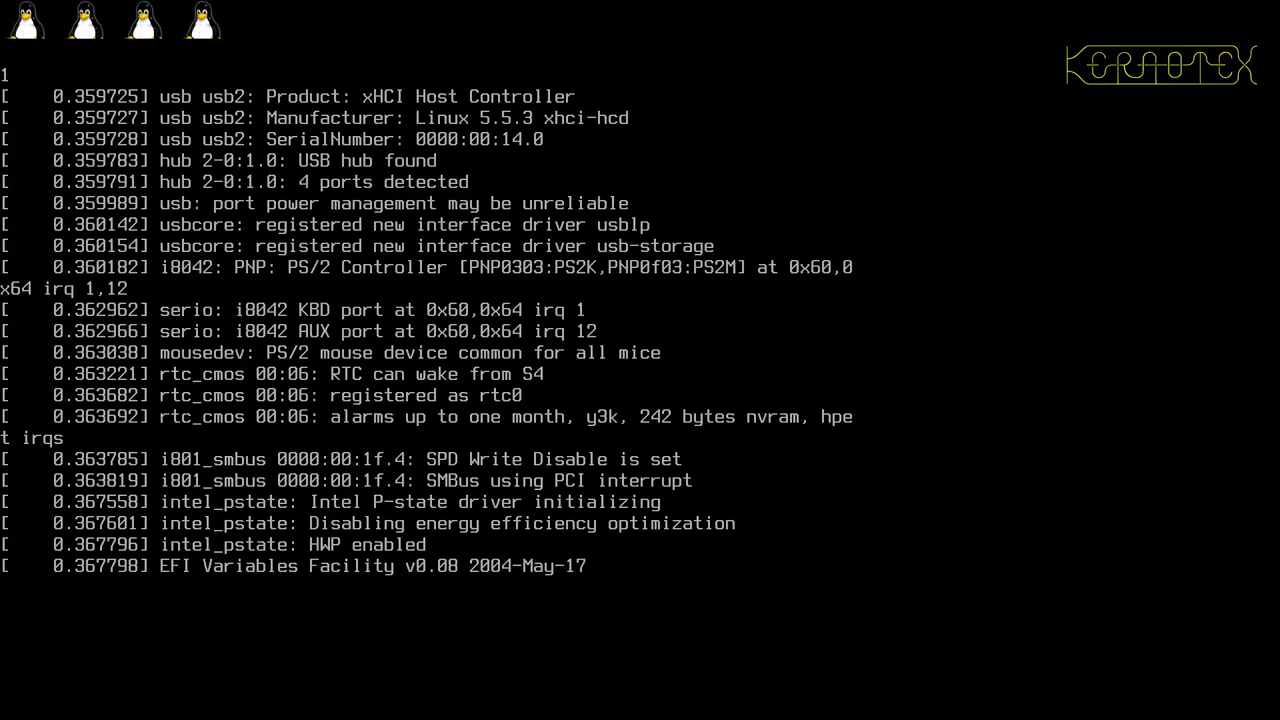 KERNOTEX
1
[    0.359725] usb usb2: Product: xHCI Host Controller
[    0.359727] usb usb2: Manufacturer: Linux 5.5.3 xhci-hcd
[    0.359728] usb usb2: SerialNumber: 0000:00:14.0
[    0.359783] hub 2-0:1.0: USB hub found
[    0.359791] hub 2-0:1.0: 4 ports detected
[    0.359989] usb: port power management may be unreliable
[    0.360142] usbcore: registered new interface driver usblp
[    0.360154] usbcore: registered new interface driver usb-storage
[    0.360182] i8042: PNP: PS/2 Controller [PNP0303:PS2K,PNP0f03:PS2M] at 0x60,0
x64 irq 1,12
[    0.362962] serio: i8042 KBD port at 0x60,0x64 irq 1
[    0.362966] serio: i8042 AUX port at 0x60,0x64 irq 12
[    0.363038] mousedev: PS/2 mouse device common for all mice
[    0.363221] rtc_cmos 00:06: RTC can wake from S4
[    0.363682] rtc_cmos 00:06: registered as rtc0
[    0.363692] rtc_cmos 00:06: alarms up to one month, y3k, 242 bytes nvram, hpe
t irqs
[    0.363785] i801_smbus 0000:00:1f.4: SPD Write Disable is set
[    0.363819] i801_smbus 0000:00:1f.4: SMBus using PCI interrupt
[    0.367558] intel_pstate: Intel P-state driver initializing
[    0.367601] intel_pstate: Disabling energy efficiency optimization
[    0.367796] intel_pstate: HWP enabled
[    0.367798] EFI Variables Facility v0.08 2004-May-17